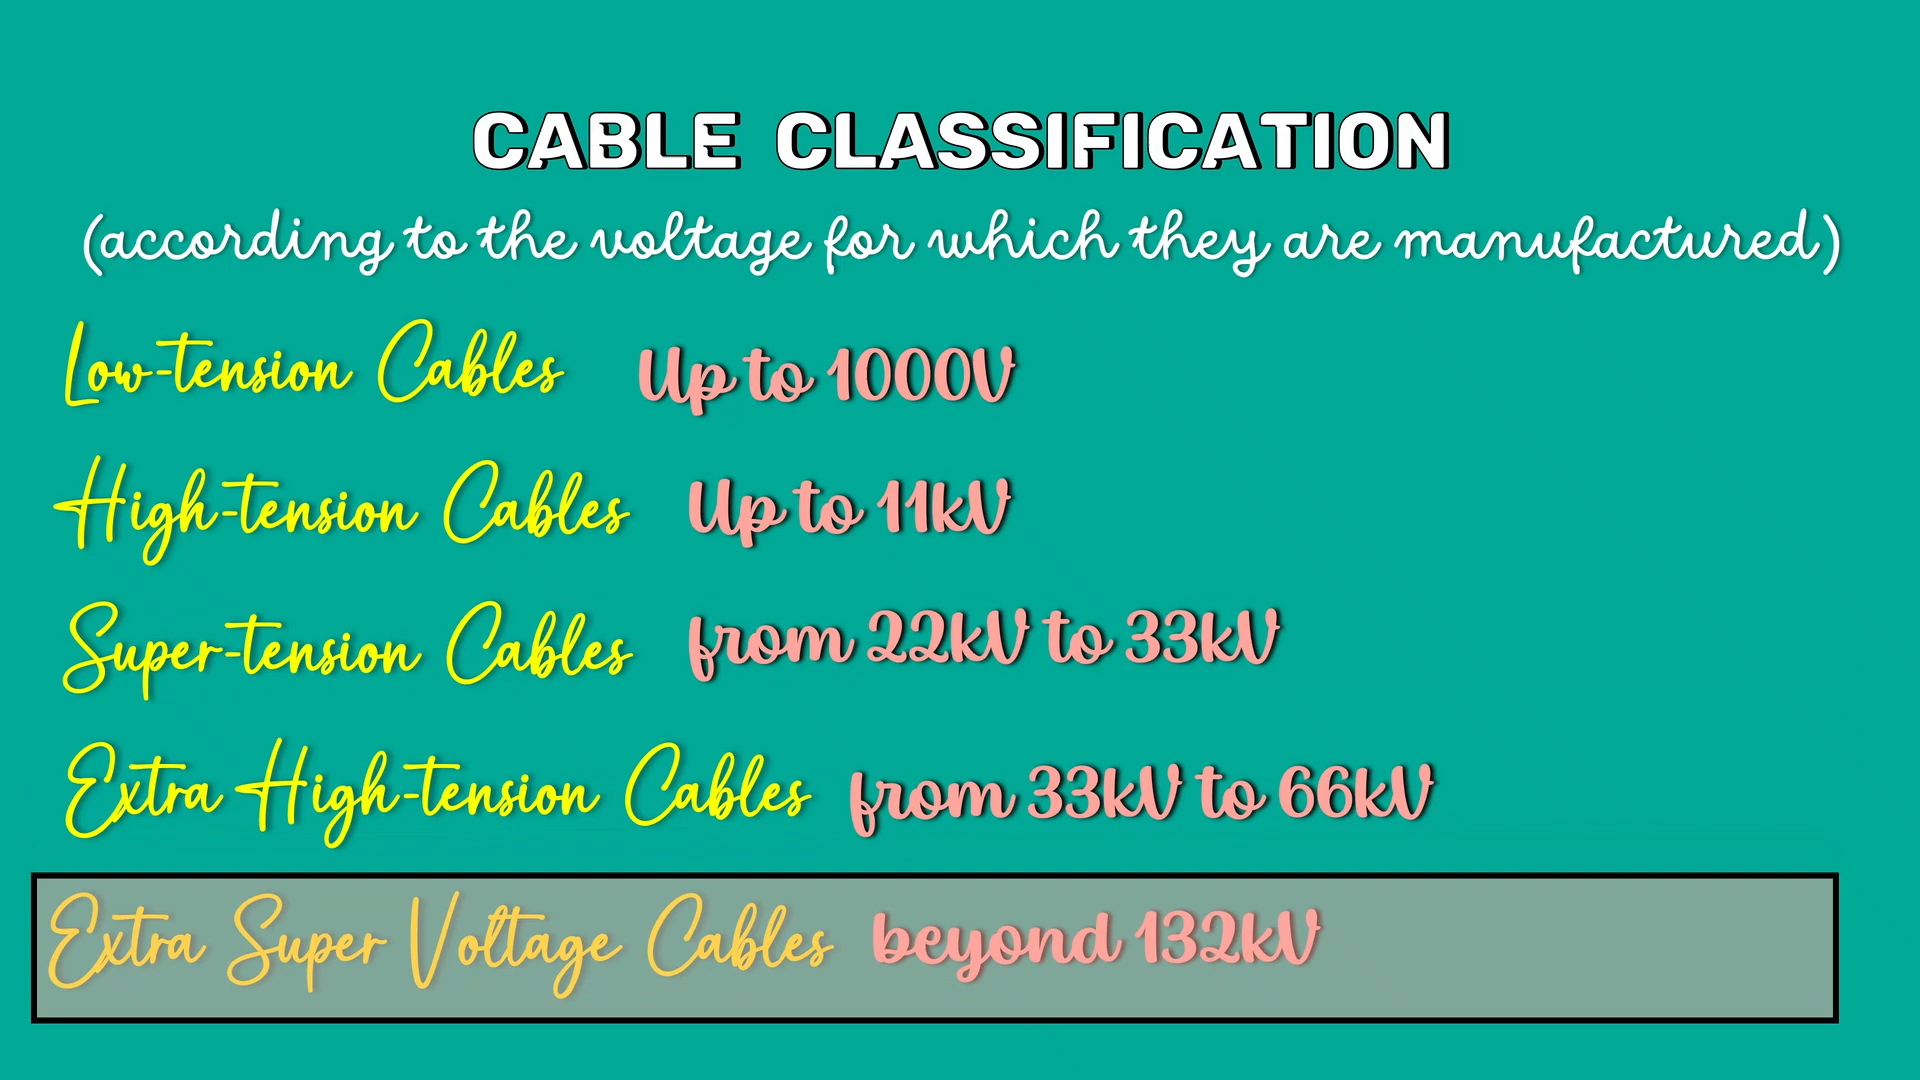 CABLE CLASSIFICATION
(according to the voltage for which they are manufactured)
Low-tension Cables Up to 1000V
High-tension Cables Up to 11kV
Super-tension Cables from 22kV to 33kV
Extra High-tension Cables from 33kV to 66kV
Extra Super Voltage Cables beyond 132kV